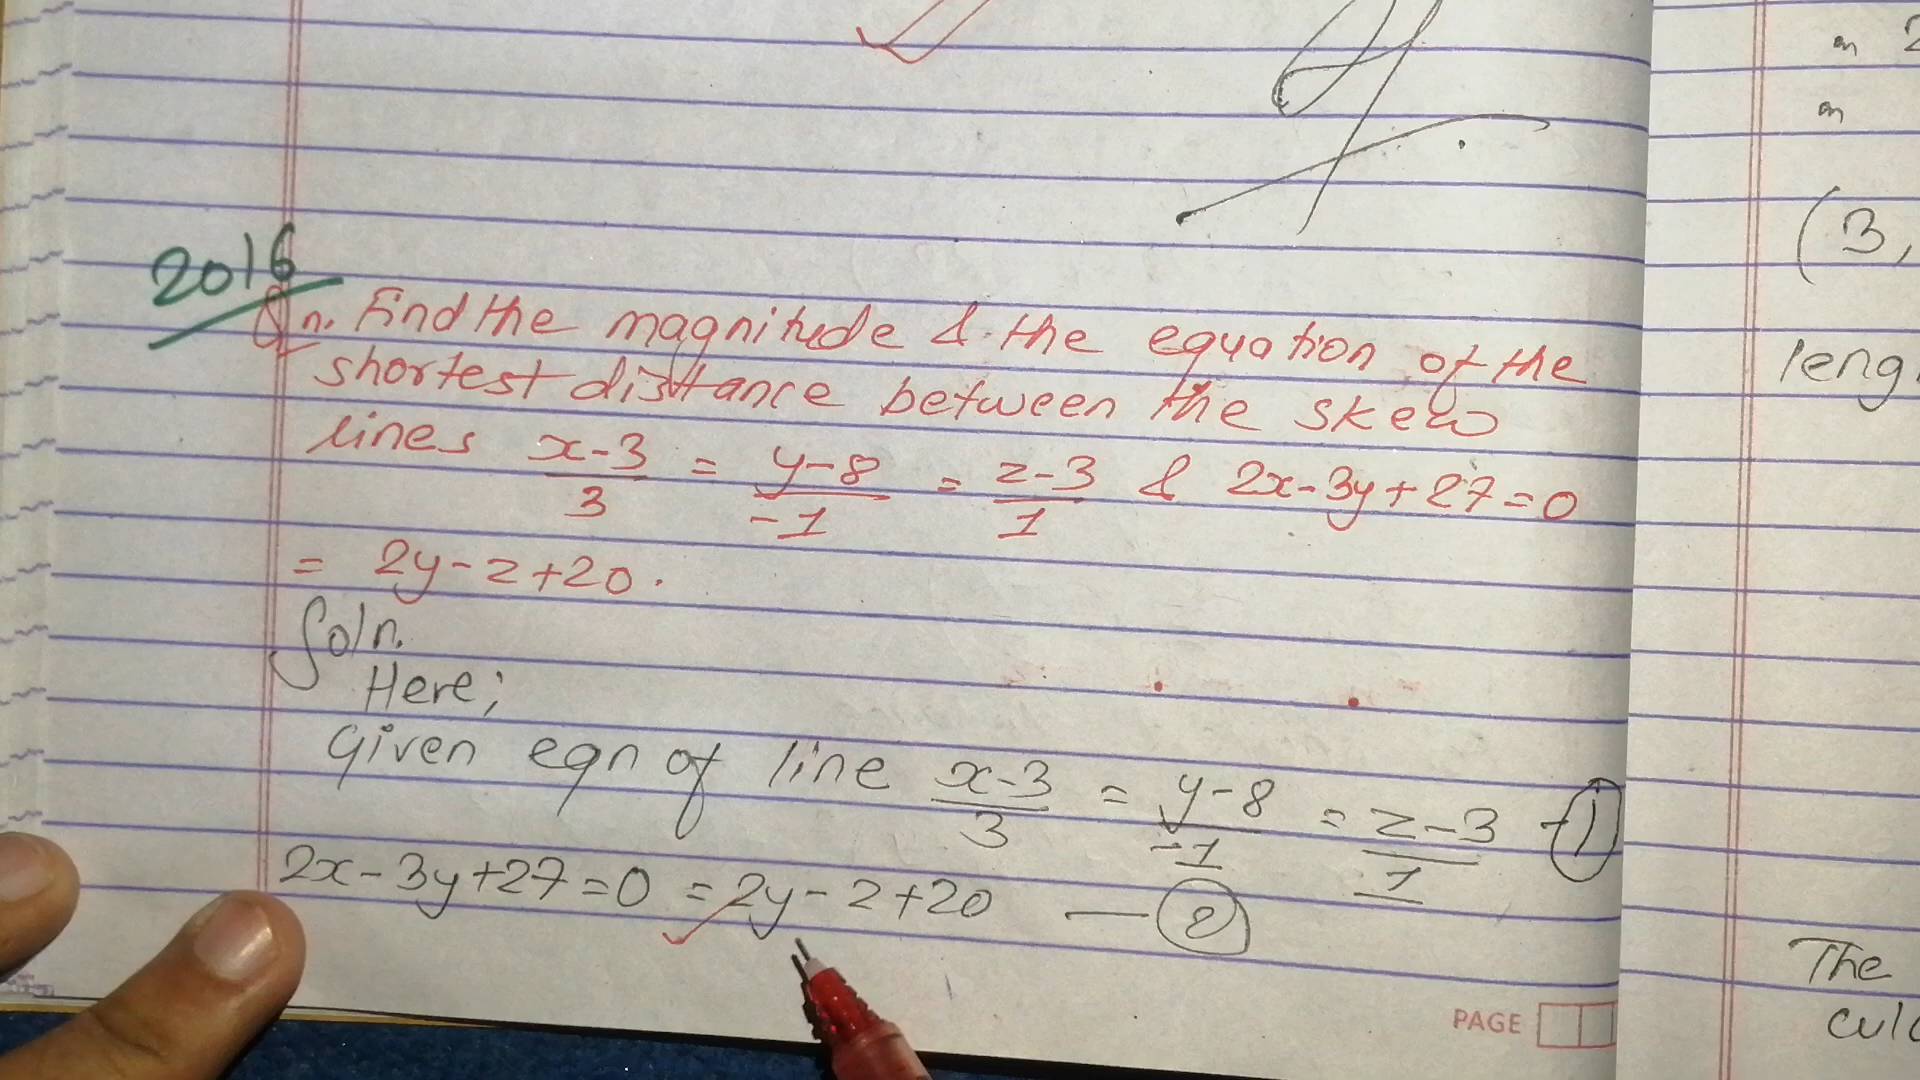 2016
Qn. Find the magnitude & the equation of the
shortest distance between the skew
lines x-3/3 = y-8/-1 = z-3/1 & 2x-3y+27=0
= 2y-z+20.
Soln.
Here;
Given eqn of line x-3/3 = y-8/-1 = z-3/1 -①
2x-3y+27=0 =2y-z+20 —②
PAGE
(3,
The